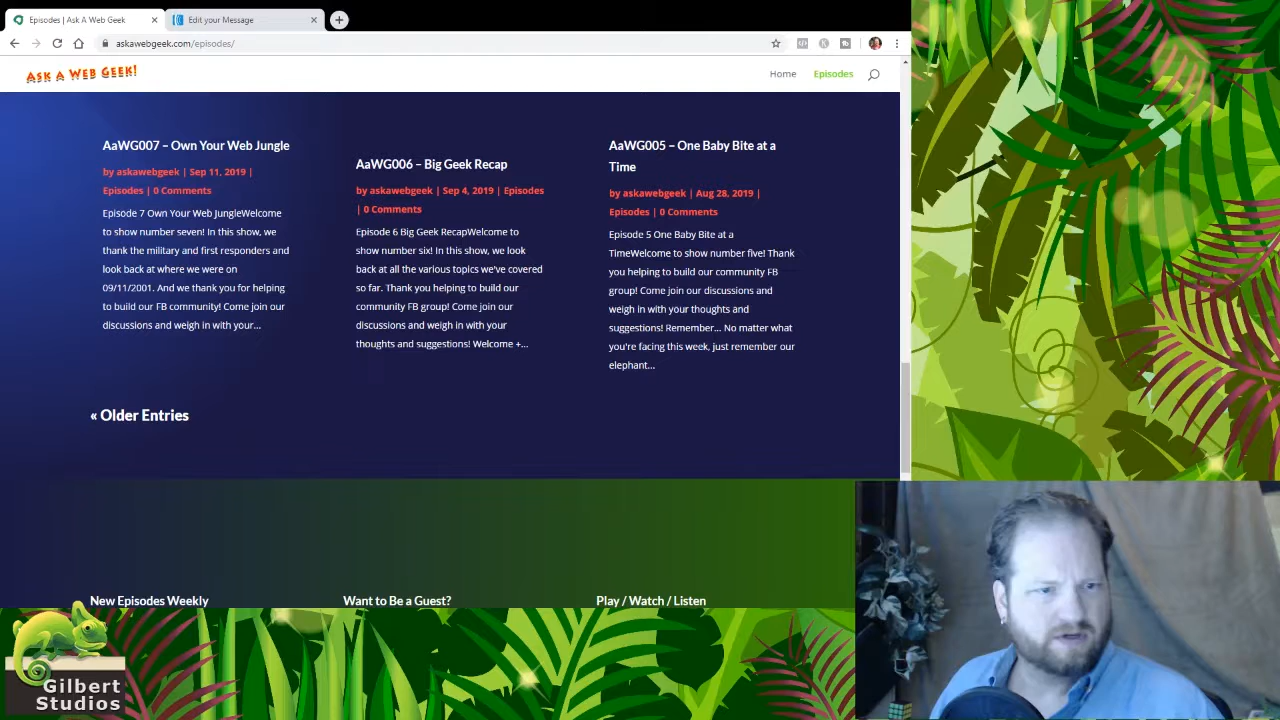 Episodes | Ask A Web Geek
Edit your Message
askawebgeek.com/episodes/
ASK A WEB GEEK!
Home
Episodes
AaWG007 – Own Your Web Jungle
by askawebgeek | Sep 11, 2019 |
Episodes | 0 Comments
Episode 7 Own Your Web JungleWelcome
to show number seven! In this show, we
thank the military and first responders and
look back at where we were on
09/11/2001. And we thank you for helping
to build our FB community! Come join our
discussions and weigh in with your...
AaWG006 – Big Geek Recap
by askawebgeek | Sep 4, 2019 | Episodes
| 0 Comments
Episode 6 Big Geek RecapWelcome to
show number six! In this show, we look
back at all the various topics we've covered
so far. Thank you helping to build our
community FB group! Come join our
discussions and weigh in with your
thoughts and suggestions! Welcome +...
AaWG005 – One Baby Bite at a
Time
by askawebgeek | Aug 28, 2019 |
Episodes | 0 Comments
Episode 5 One Baby Bite at a
TimeWelcome to show number five! Thank
you helping to build our community FB
group! Come join our discussions and
weigh in with your thoughts and
suggestions! Remember... No matter what
you're facing this week, just remember our
elephant...
« Older Entries
New Episodes Weekly
Want to Be a Guest?
Play / Watch / Listen
Gilbert
Studios